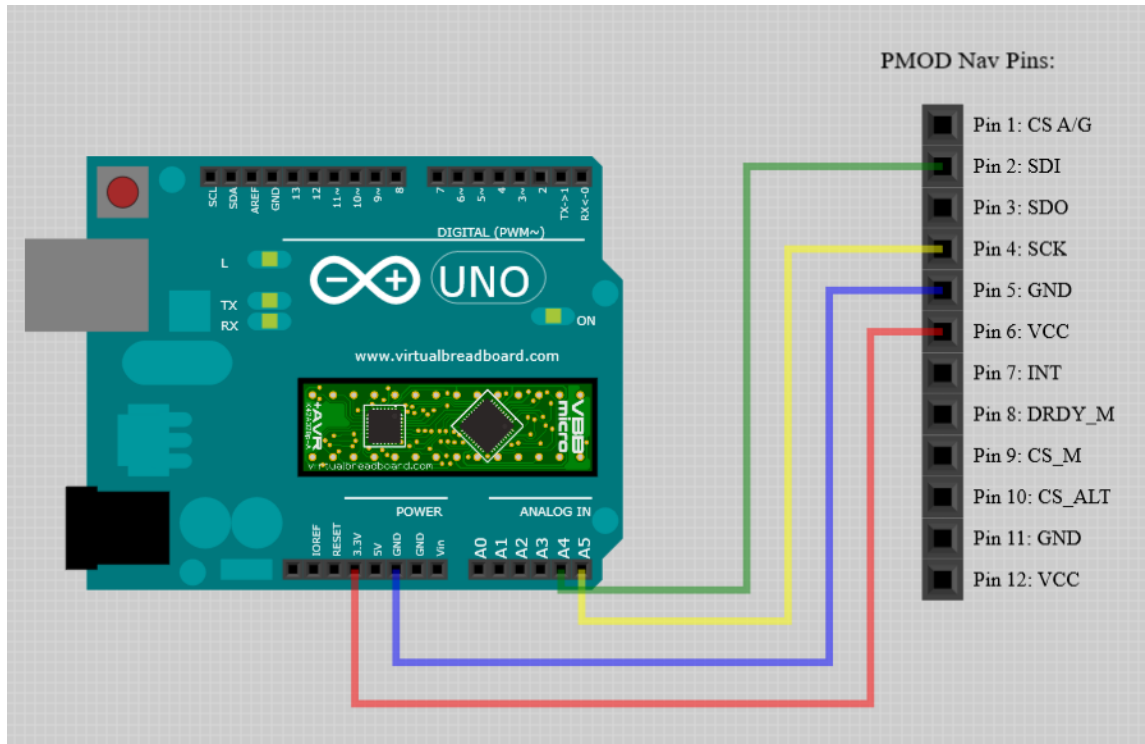 PMOD Nav Pins:
Pin 1: CS A/G
Pin 2: SDI
Pin 3: SDO
Pin 4: SCK
Pin 5: GND
Pin 6: VCC
Pin 7: INT
Pin 8: DRDY_M
Pin 9: CS_M
Pin 10: CS_ALT
Pin 11: GND
Pin 12: VCC
SCL
SDA
AREF
GND
13
12
11~
10~
9~
8
7
6~
5~
4
3~
2
TX->1
RX<-0
DIGITAL (PWM~)
L
TX
RX
UNO
ON
www.virtualbreadboard.com
+AVR
VBB
micro
virtualbreadboard.com
POWER
ANALOG IN
IOREF
RESET
3.3V
5V
GND
GND
Vin
A0
A1
A2
A3
A4
A5